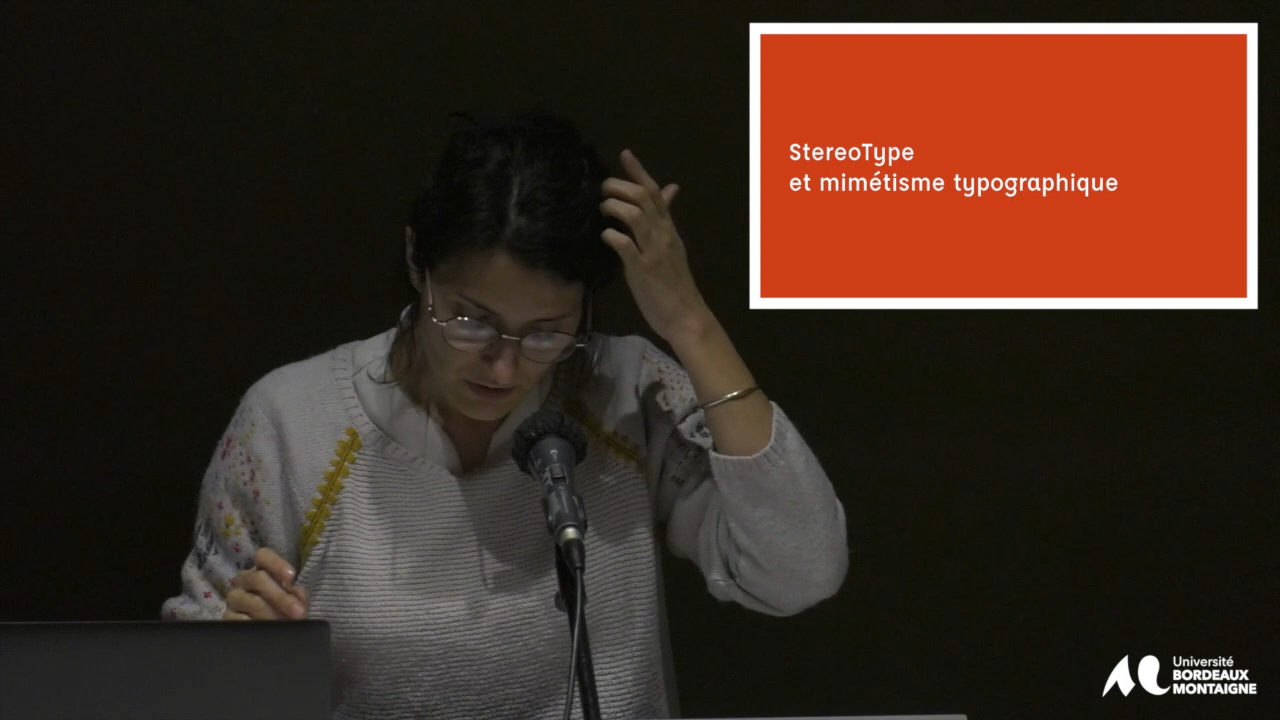 StereoType
et mimétisme typographique
Université
BORDEAUX
MONTAIGNE